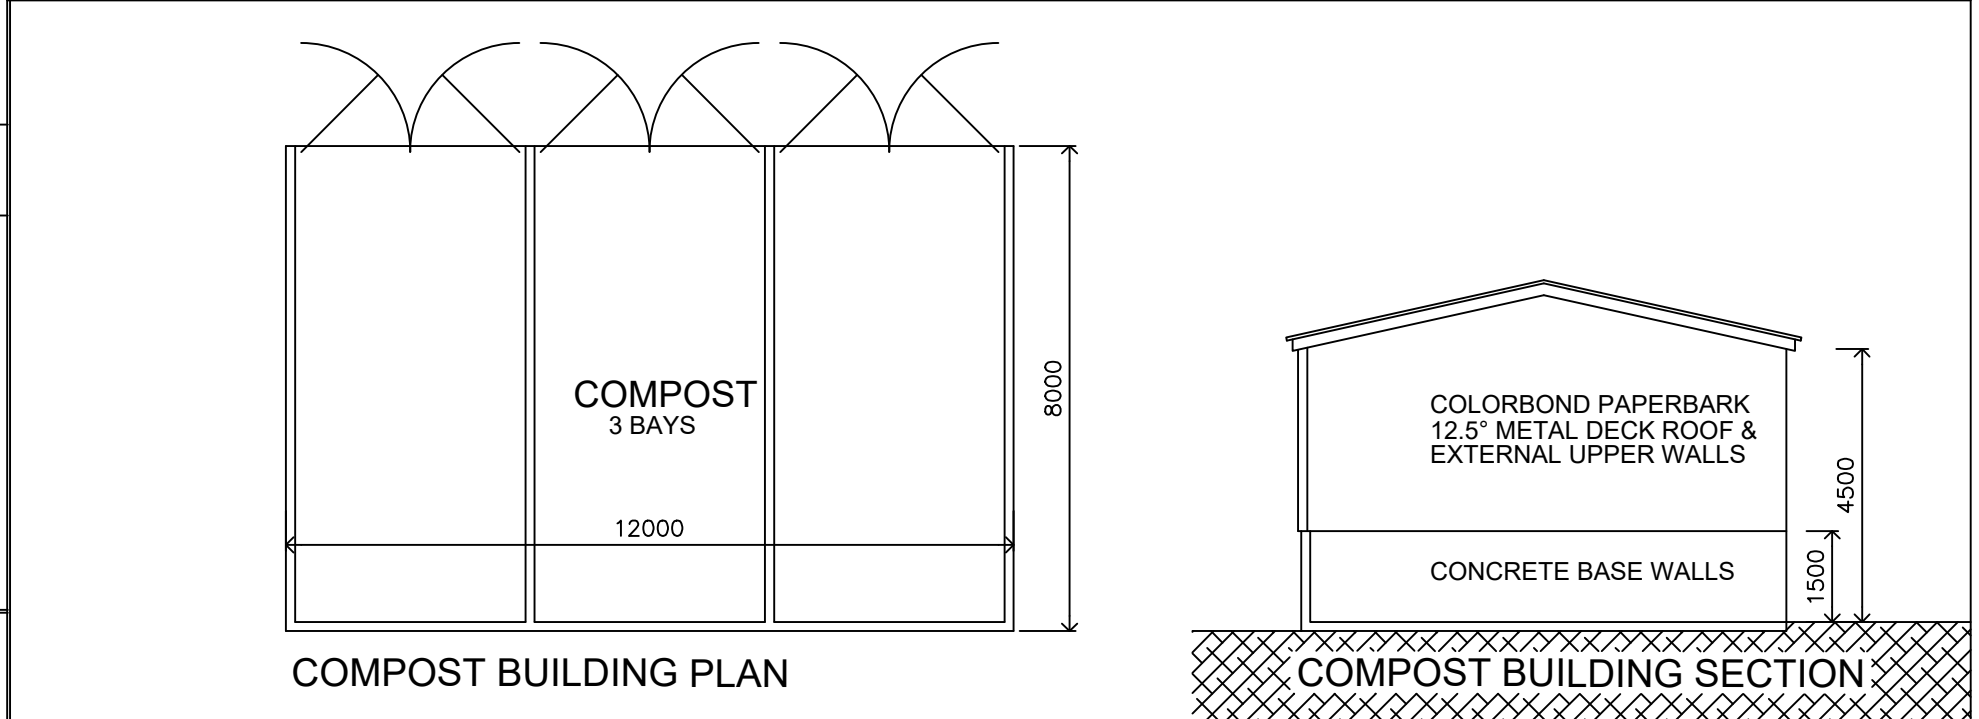 COMPOST
3 BAYS
12000
8000
COMPOST BUILDING PLAN
COLORBOND PAPERBARK
12.5° METAL DECK ROOF &
EXTERNAL UPPER WALLS
4500
CONCRETE BASE WALLS
1500
COMPOST BUILDING SECTION